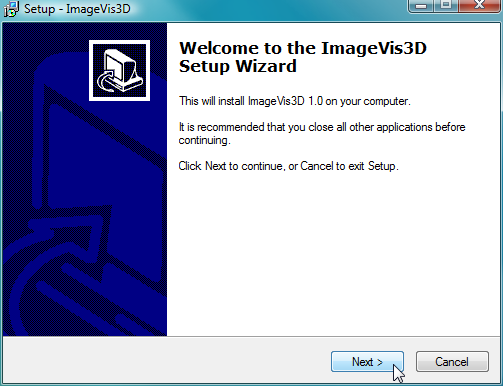 Setup - ImageVis3D
Welcome to the ImageVis3D
Setup Wizard
This will install ImageVis3D 1.0 on your computer.
It is recommended that you close all other applications before
continuing.
Click Next to continue, or Cancel to exit Setup.
Next >
Cancel